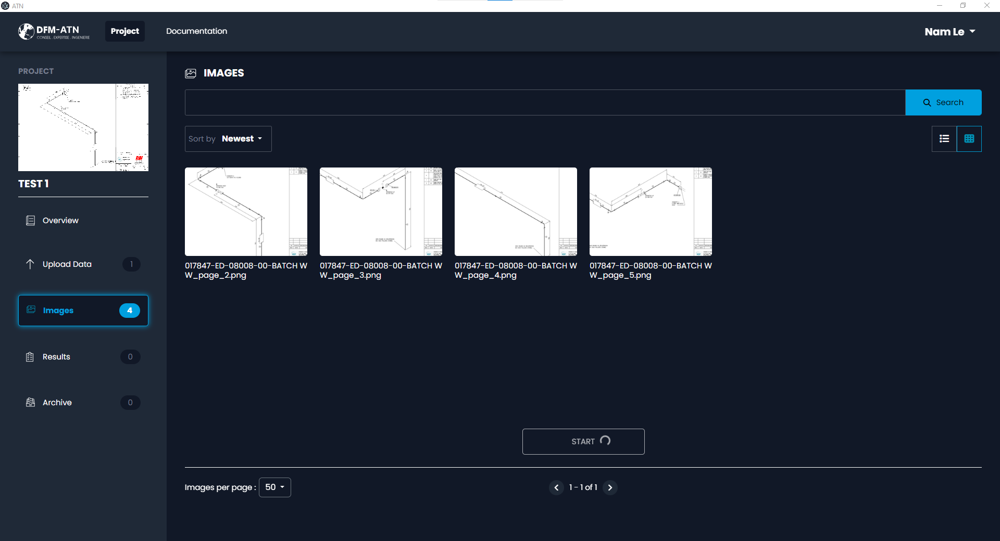 ATN
DFM-ATN
CONSEIL . EXPERTISE . INGENIERIE
Project
Documentation
Nam Le
PROJECT
TEST 1
Overview
Upload Data 1
Images 4
Results 0
Archive 0
IMAGES
Search
Sort by Newest
017847-ED-08008-00-BATCH W
W_page_2.png
017847-ED-08008-00-BATCH W
W_page_3.png
017847-ED-08008-00-BATCH W
W_page_4.png
017847-ED-08008-00-BATCH W
W_page_5.png
START
Images per page : 50
1 - 1 of 1